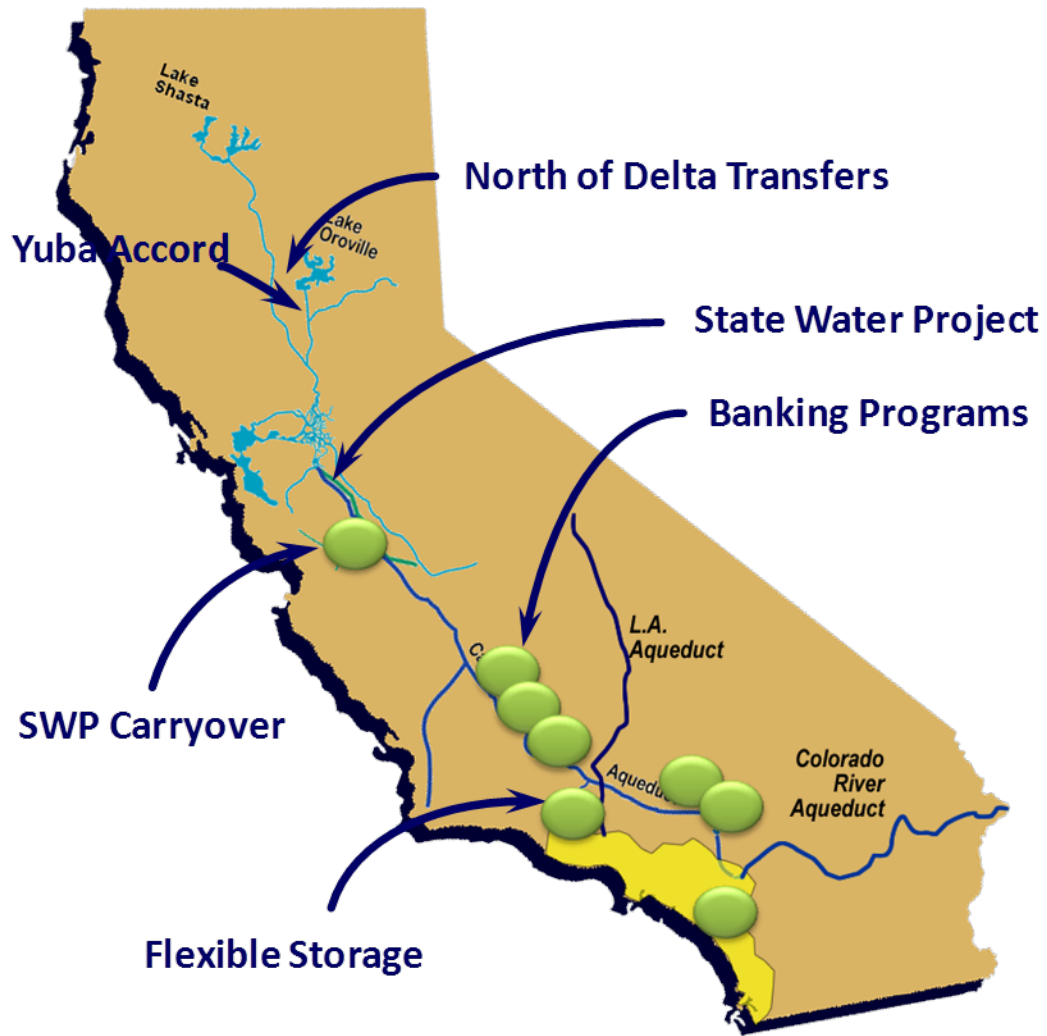 Lake
Shasta
North of Delta Transfers
Lake
Oroville
Yuba Accord
State Water Project
Banking Programs
L.A.
Aqueduct
SWP Carryover
Colorado
River
Aqueduct
Aqueduct
Flexible Storage